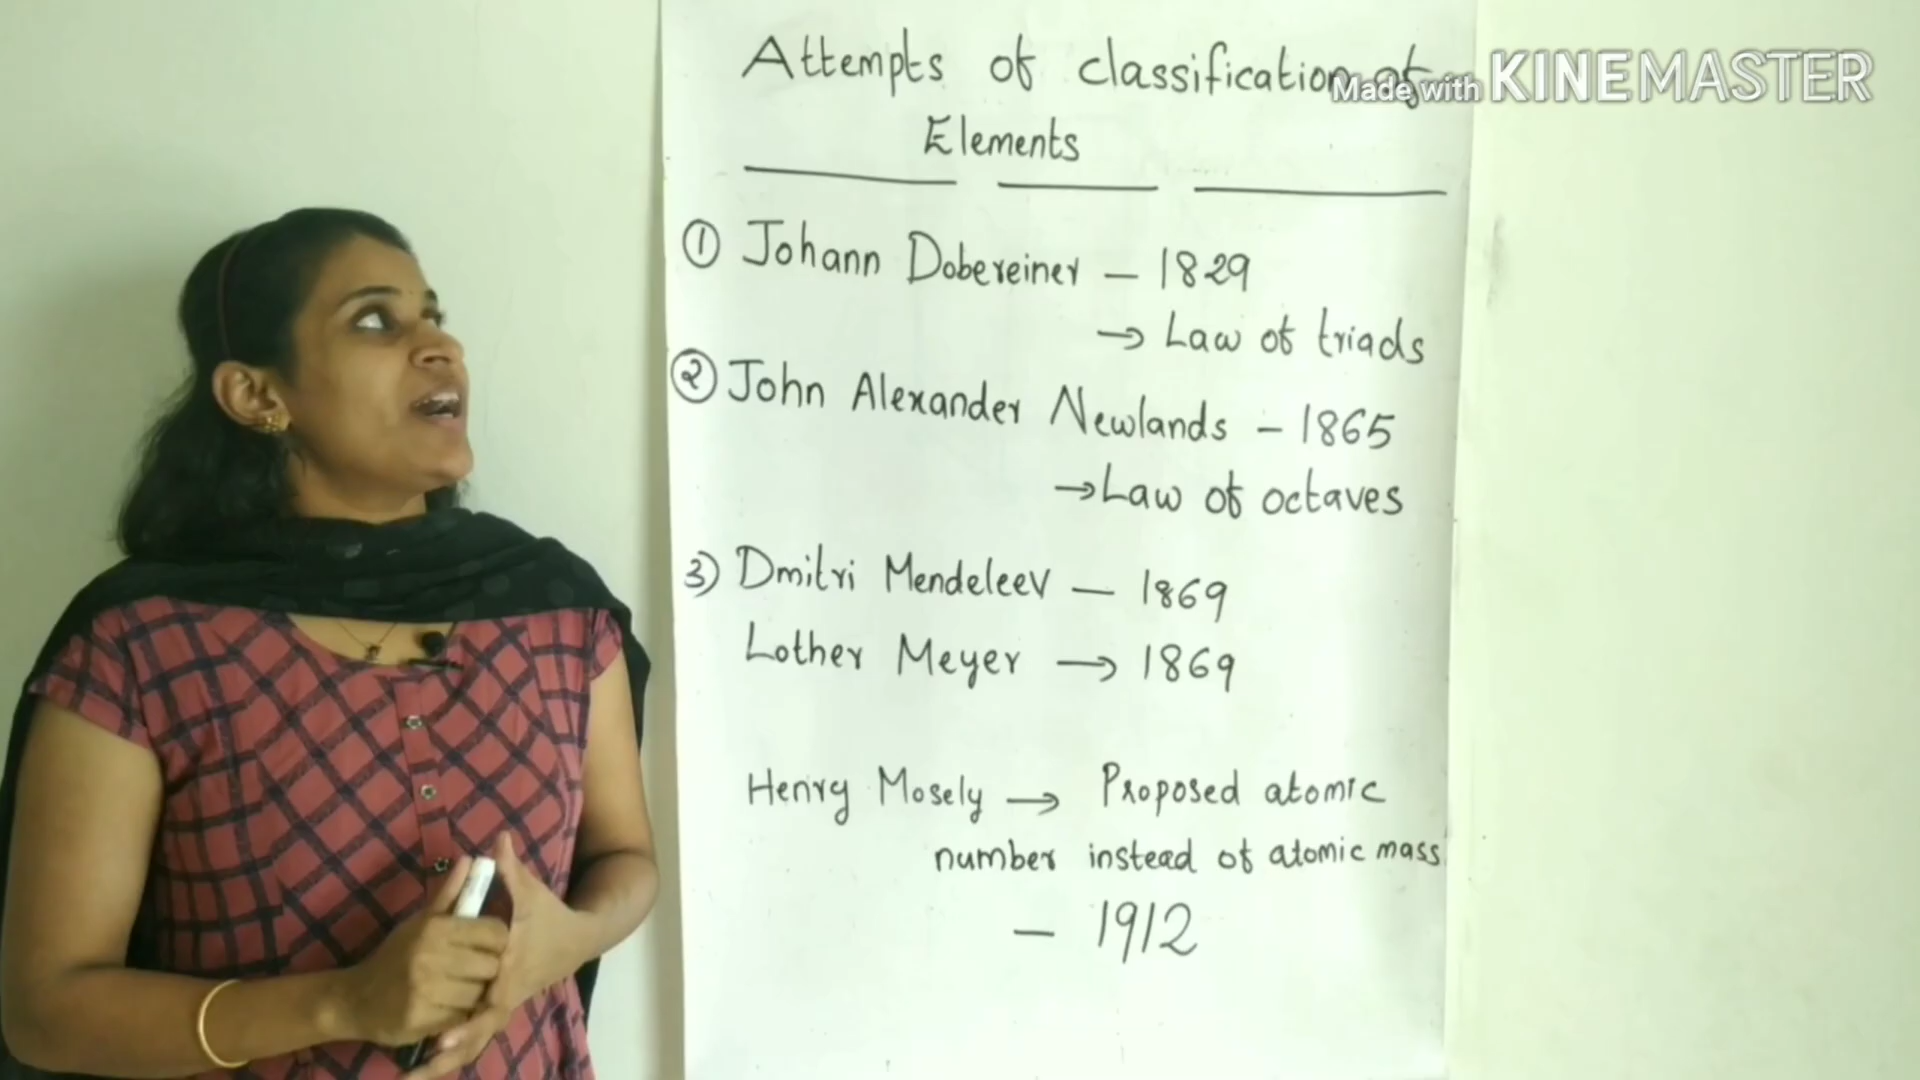 Attempts of classification of
Made with KINEMASTER
Elements
① Johann Dobereiner – 1829
→ Law of triads
② John Alexander Newlands – 1865
→ Law of octaves
3) Dmitri Mendeleev – 1869
Lother Meyer → 1869
Henry Mosely → Proposed atomic
number instead of atomic mass
– 1912